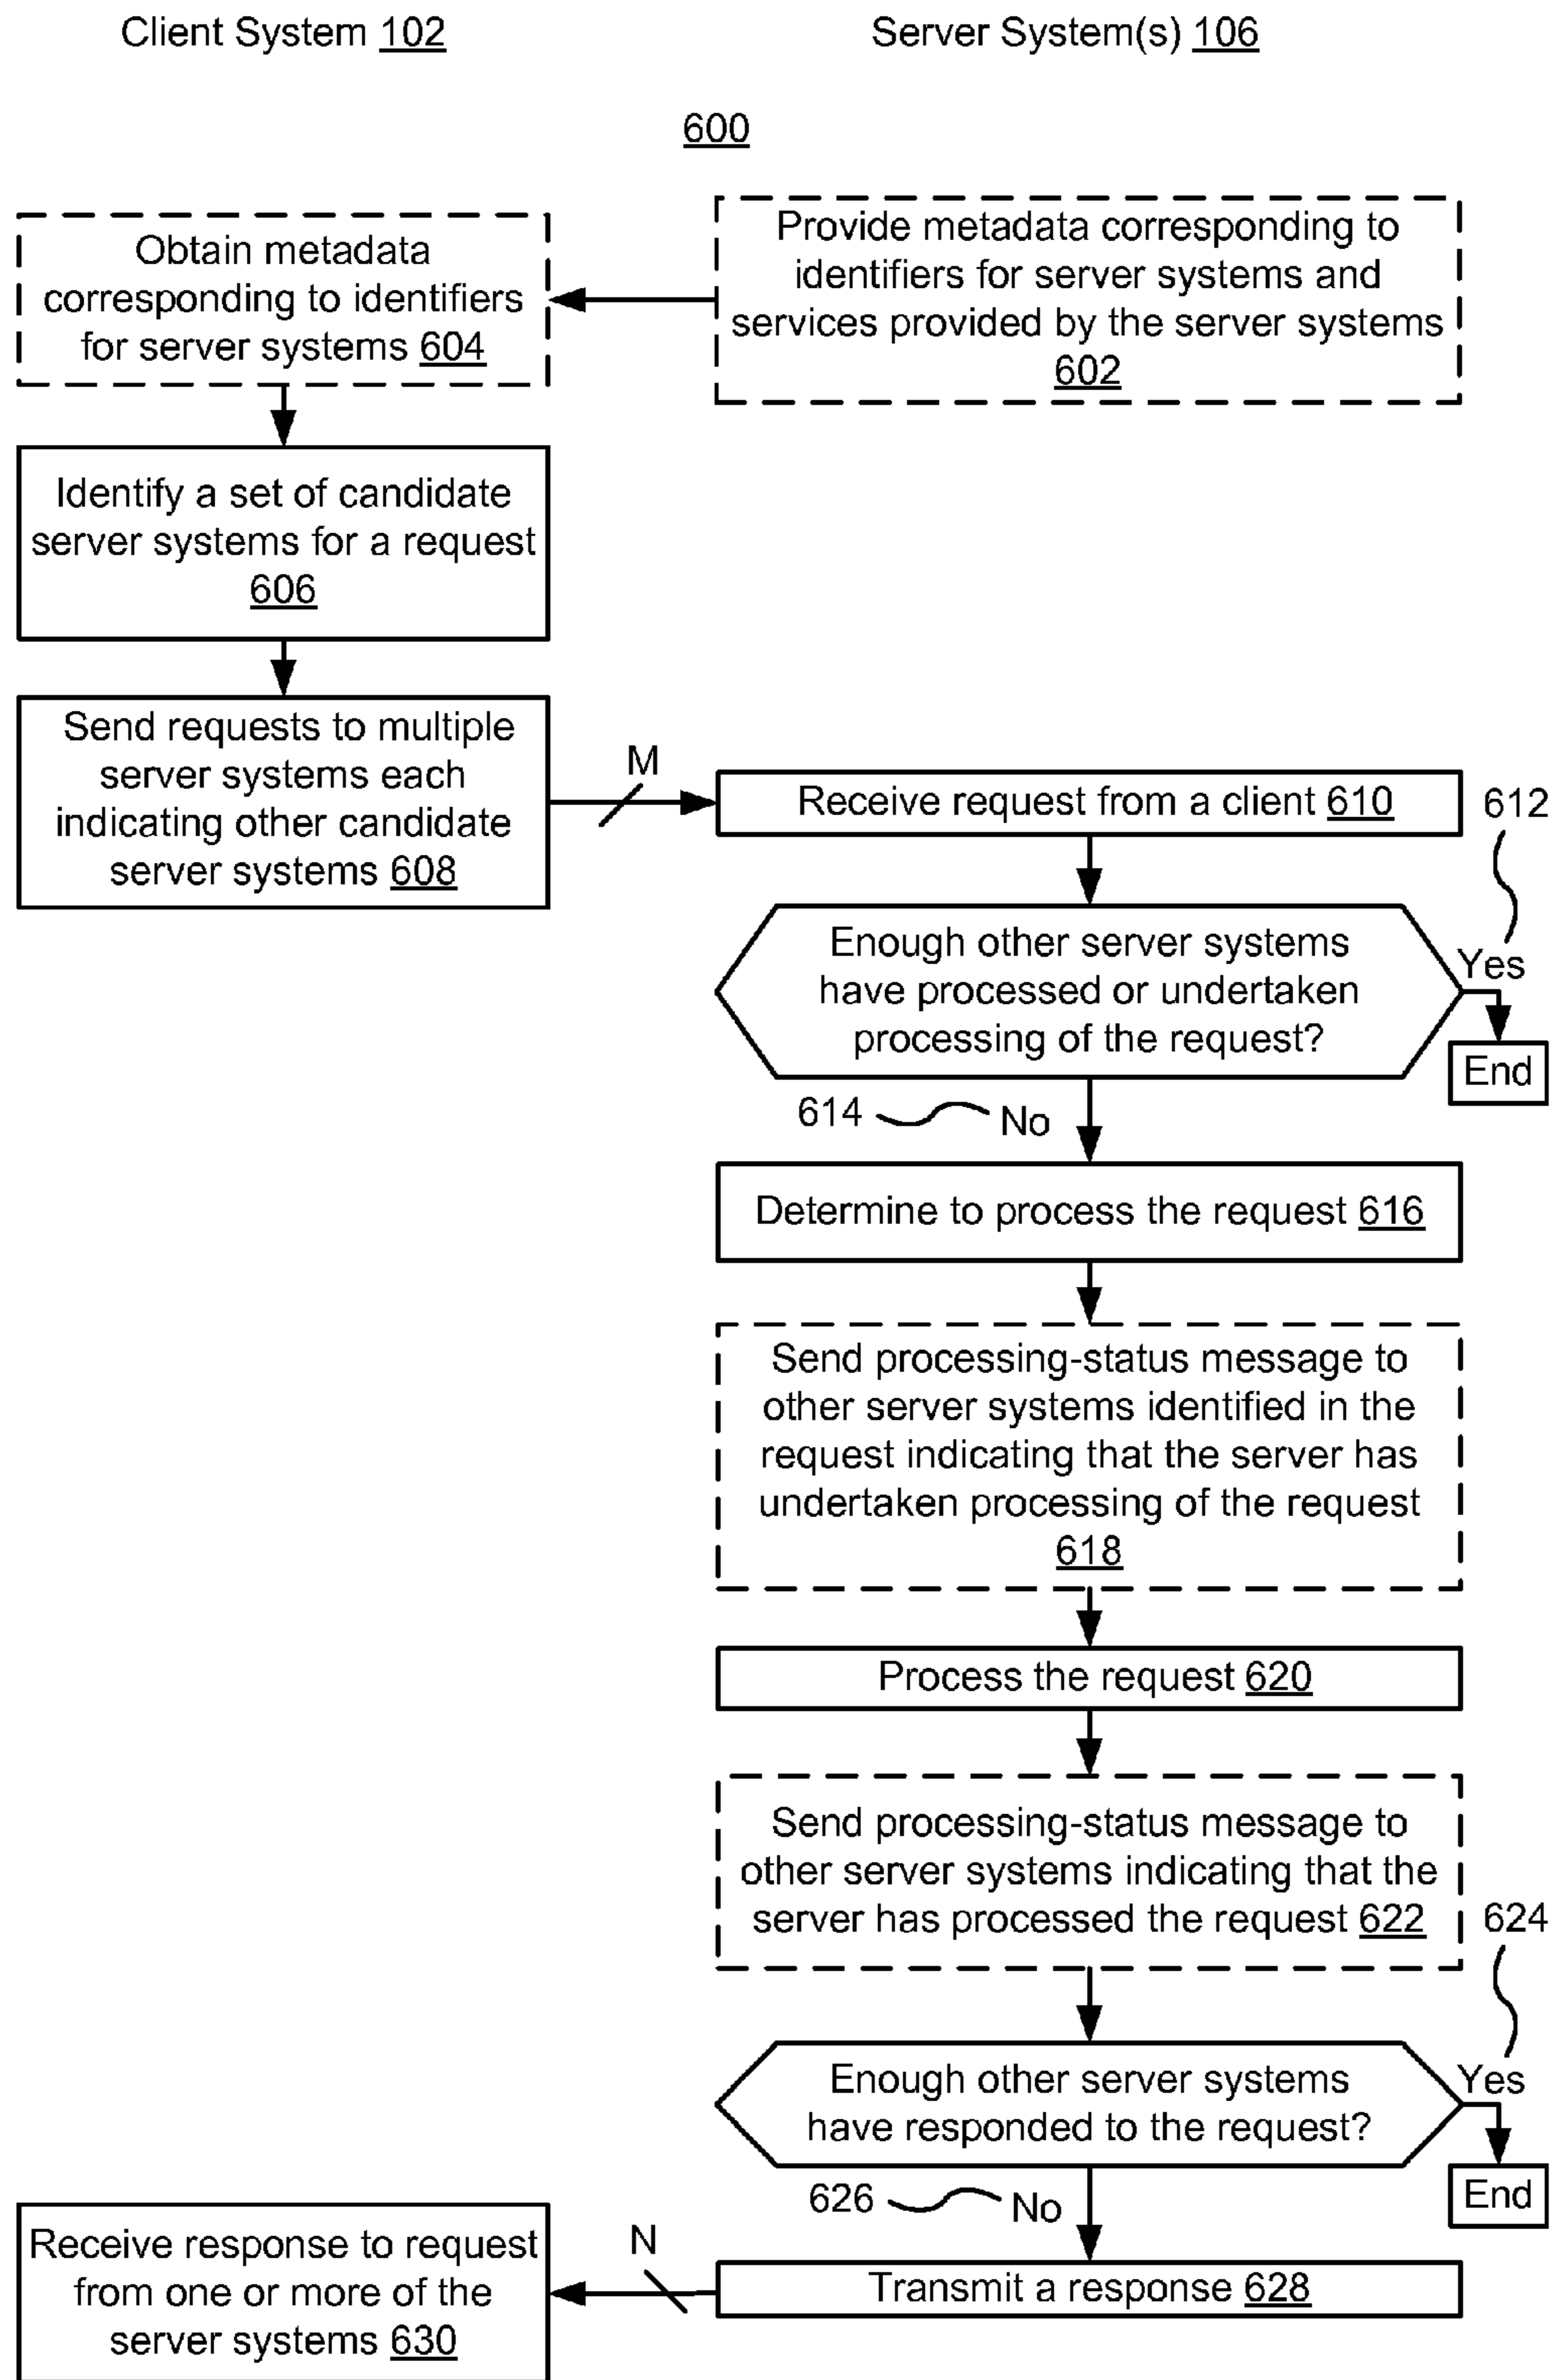 Client System 102
Server System(s) 106
600
Obtain metadata
corresponding to identifiers
for server systems 604
Provide metadata corresponding to
identifiers for server systems and
services provided by the server systems
602
Identify a set of candidate
server systems for a request
606
Send requests to multiple
server systems each
indicating other candidate
server systems 608
M
Receive request from a client 610
612
Enough other server systems
have processed or undertaken
processing of the request?
Yes
End
614
No
Determine to process the request 616
Send processing-status message to
other server systems identified in the
request indicating that the server has
undertaken processing of the request
618
Process the request 620
Send processing-status message to
other server systems indicating that the
server has processed the request 622
624
Enough other server systems
have responded to the request?
Yes
End
626
No
Transmit a response 628
N
Receive response to request
from one or more of the
server systems 630